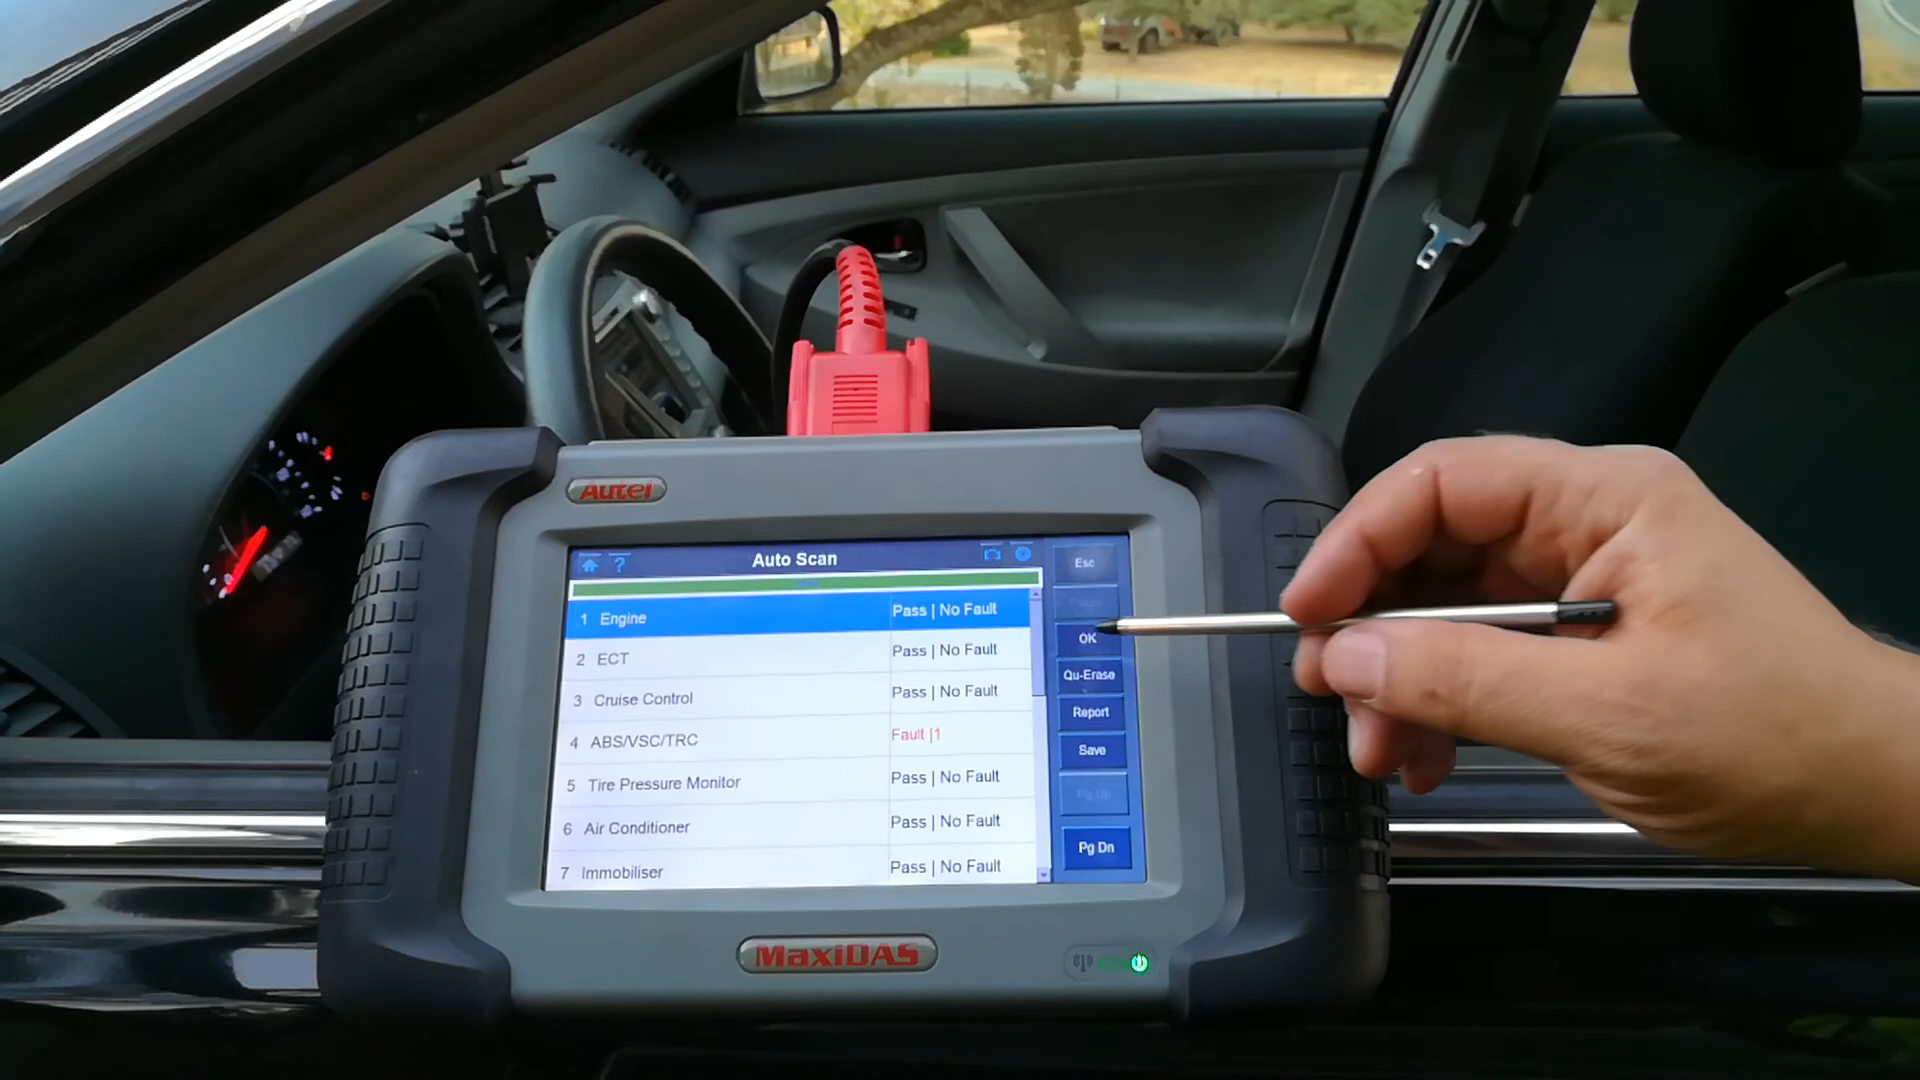 Autel
? Auto Scan
Esc
1 Engine Pass | No Fault
OK
2 ECT Pass | No Fault
Qu-Erase
3 Cruise Control Pass | No Fault
Report
4 ABS/VSC/TRC Fault |1
Save
5 Tire Pressure Monitor Pass | No Fault
Pg Up
6 Air Conditioner Pass | No Fault
Pg Dn
7 Immobiliser Pass | No Fault
MaxiDAS